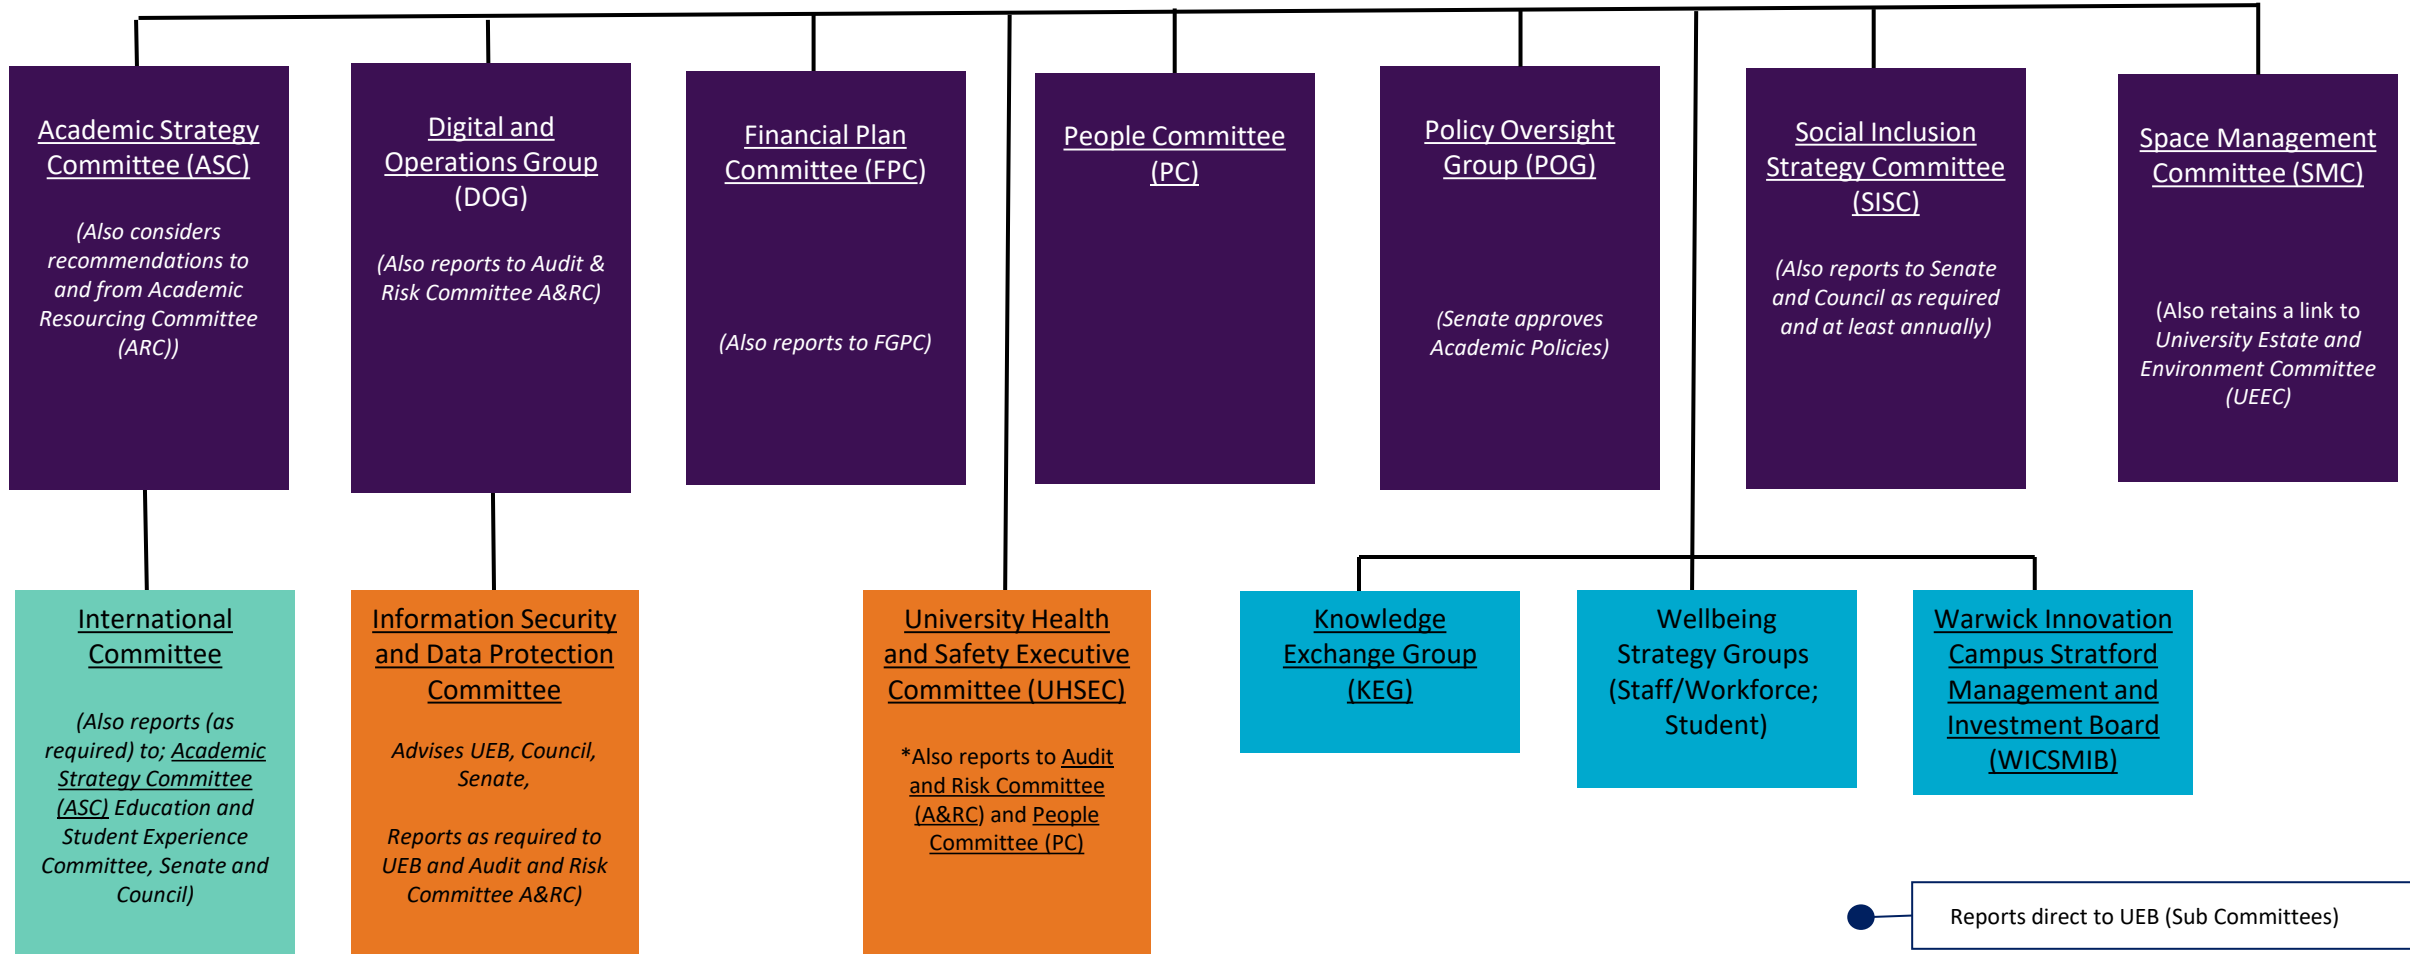 Academic Strategy
Committee (ASC)
(Also considers
recommendations to
and from Academic
Resourcing Committee
(ARC))
Digital and
Operations Group
(DOG)
(Also reports to Audit &
Risk Committee A&RC)
Financial Plan
Committee (FPC)
(Also reports to FGPC)
People Committee
(PC)
Policy Oversight
Group (POG)
(Senate approves
Academic Policies)
Social Inclusion
Strategy Committee
(SISC)
(Also reports to Senate
and Council as required
and at least annually)
Space Management
Committee (SMC)
(Also retains a link to
University Estate and
Environment Committee
(UEEC)
International
Committee
(Also reports (as
required) to; Academic
Strategy Committee
(ASC) Education and
Student Experience
Committee, Senate and
Council)
Information Security
and Data Protection
Committee
Advises UEB, Council,
Senate,
Reports as required to
UEB and Audit and Risk
Committee A&RC)
University Health
and Safety Executive
Committee (UHSEC)
*Also reports to Audit
and Risk Committee
(A&RC) and People
Committee (PC)
Knowledge
Exchange Group
(KEG)
Wellbeing
Strategy Groups
(Staff/Workforce;
Student)
Warwick Innovation
Campus Stratford
Management and
Investment Board
(WICSMIB)
Reports direct to UEB (Sub Committees)